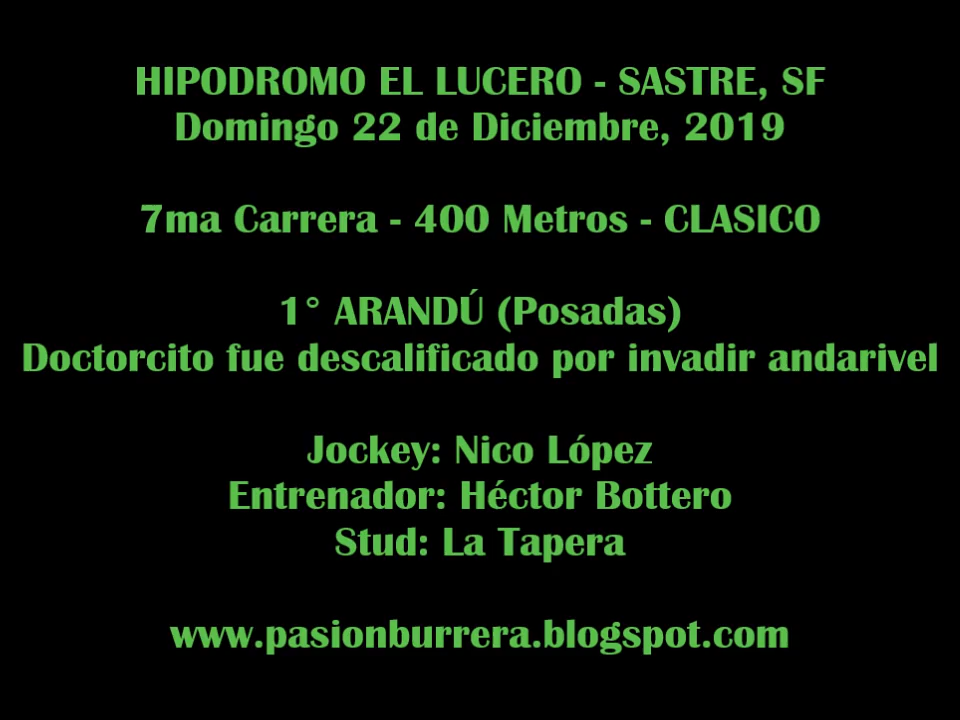 HIPODROMO EL LUCERO - SASTRE, SF
Domingo 22 de Diciembre, 2019
7ma Carrera - 400 Metros - CLASICO
1° ARANDÚ (Posadas)
Doctorcito fue descalificado por invadir andarivel
Jockey: Nico López
Entrenador: Héctor Bottero
Stud: La Tapera
www.pasionburrera.blogspot.com